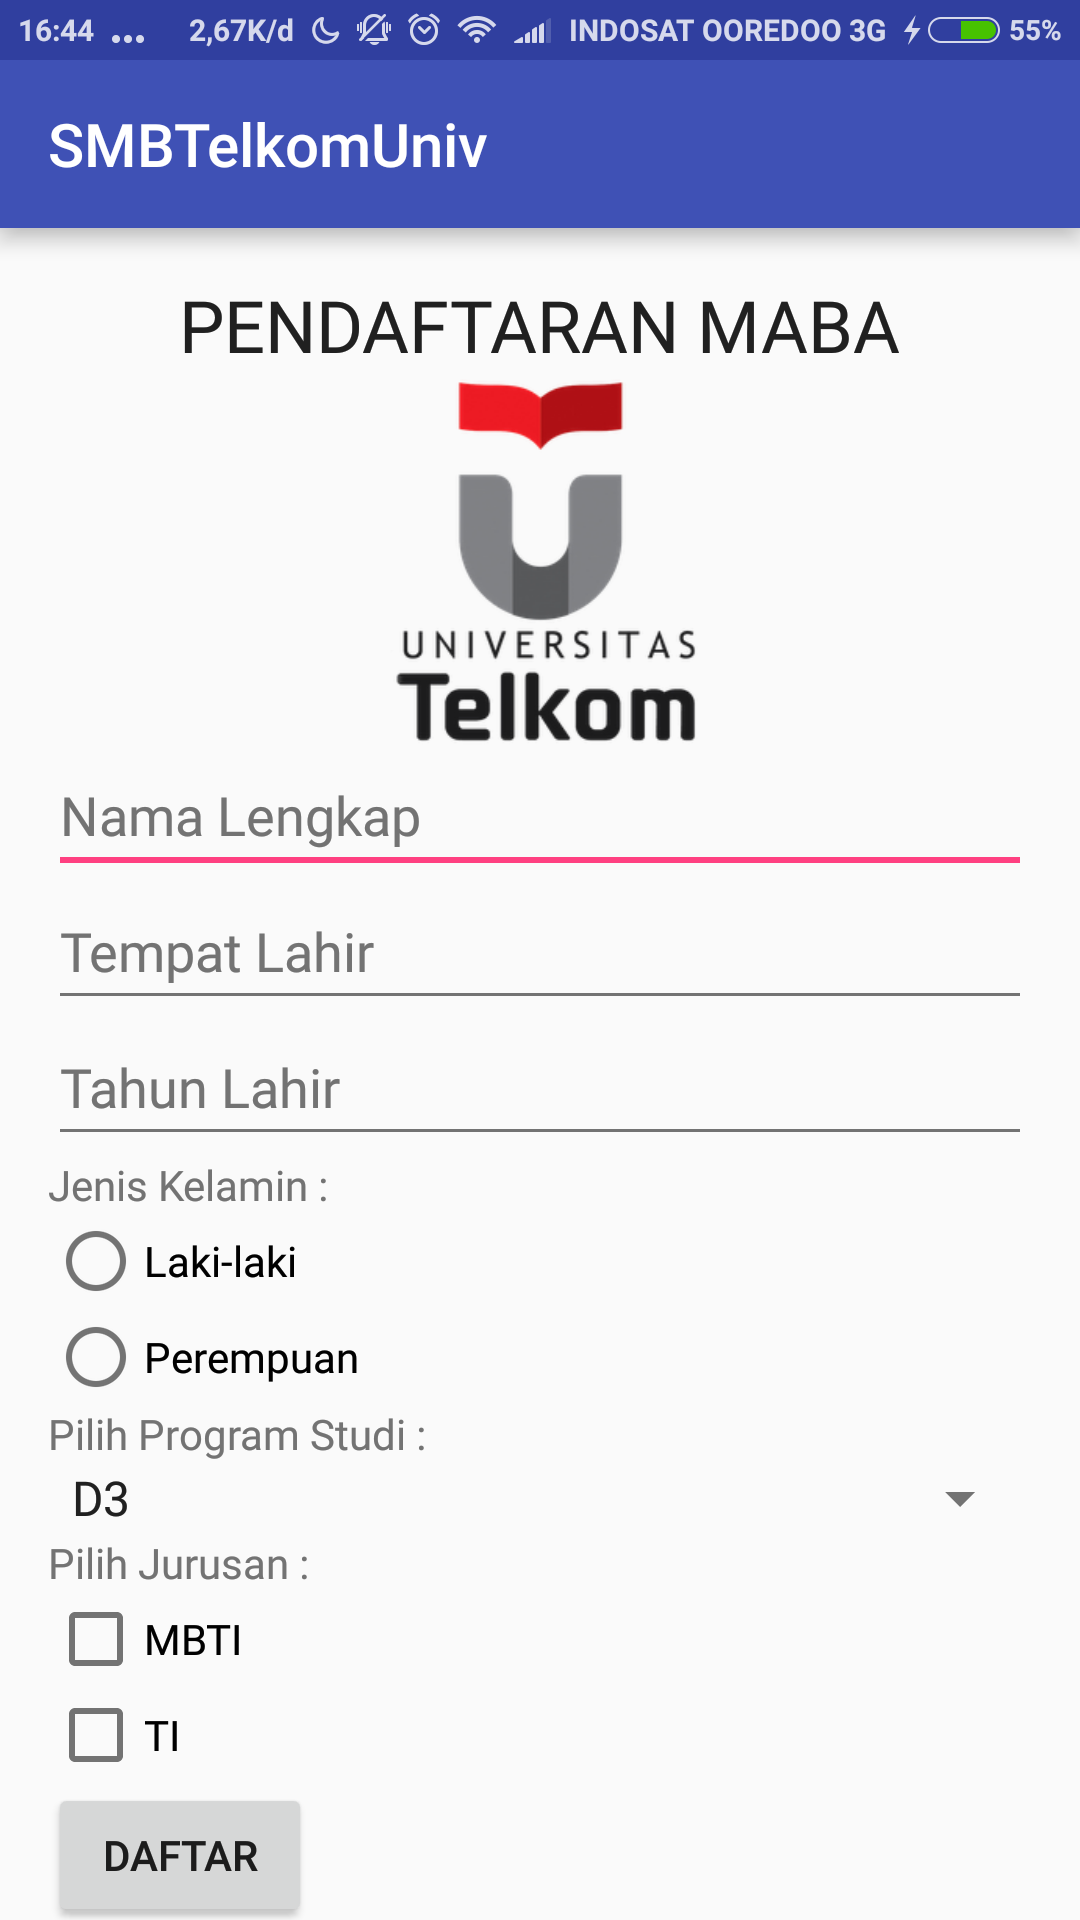 16:44 ... 2,67K/d INDOSAT OOREDOO 3G 55%
SMBTelkomUniv
PENDAFTARAN MABA
UNIVERSITAS
Telkom
Nama Lengkap
Tempat Lahir
Tahun Lahir
Jenis Kelamin :
Laki-laki
Perempuan
Pilih Program Studi :
D3
Pilih Jurusan :
MBTI
TI
DAFTAR